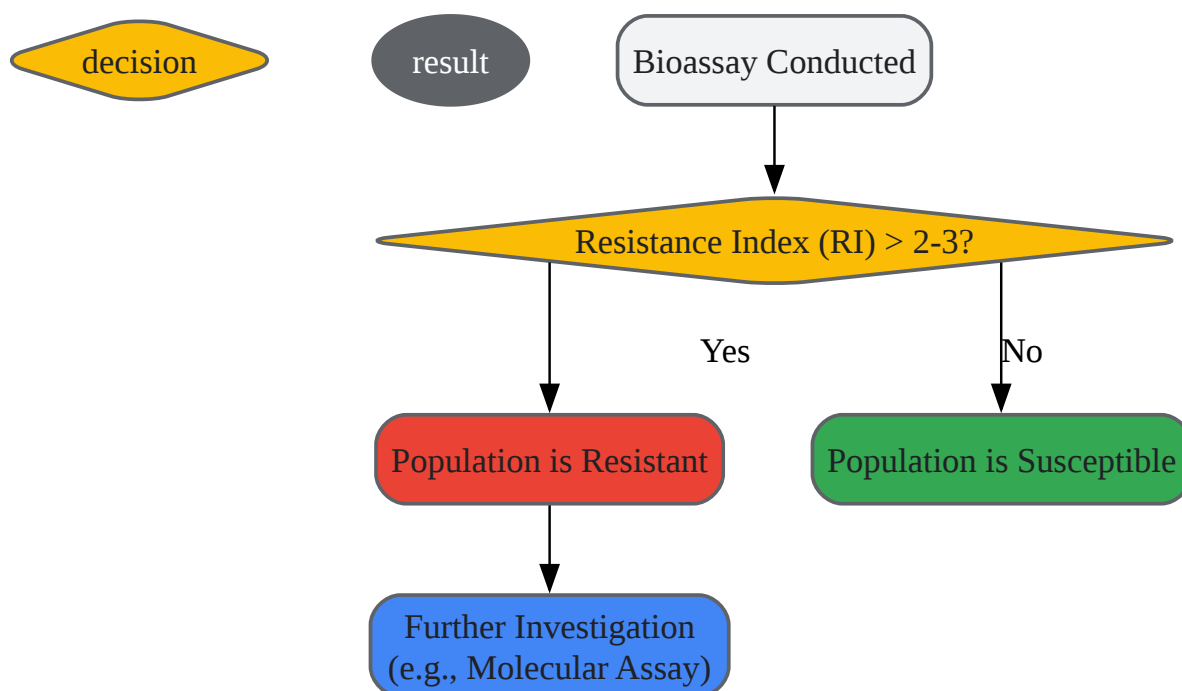 decision
result
Bioassay Conducted
Resistance Index (RI) > 2-3?
Yes
No
Population is Resistant
Population is Susceptible
Further Investigation
(e.g., Molecular Assay)